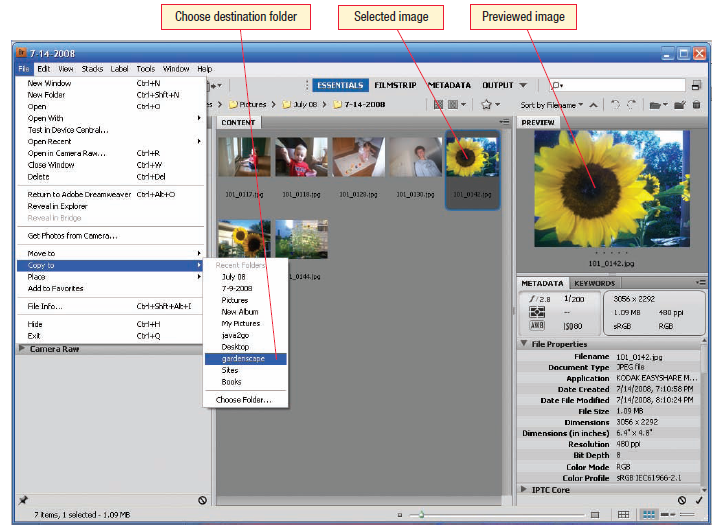 Choose destination folder
Selected image
Previewed image
Br 7-14-2008
File Edit View Stacks Label Tools Window Help
ESSENTIALS FILMSTRIP METADATA OUTPUT
Pictures > July 08 > 7-14-2008
Sort by Filename
New Window Ctrl+N
New Folder Ctrl+Shft+N
Open Ctrl+O
Open With
Test in Device Central...
Open Recent
Open in Camera Raw... Ctrl+R
Close Window Ctrl+W
Delete Ctrl+Del
Return to Adobe Dreamweaver Ctrl+Alt+O
Reveal in Explorer
Reveal in Bridge
Get Photos from Camera...
Move to
Copy to
Place
Add to Favorites
File Info... Ctrl+Shft+Alt+I
Hide Ctrl+H
Exit Ctrl+Q
Camera Raw
Recent Folders
July 08
7-9-2008
Pictures
New Album
My Pictures
java2go
Desktop
gardenscape
Sites
Books
Choose Folder...
CONTENT
101_0117.jpg
101_0118.jpg
101_0129.jpg
101_0130.jpg
101_0142.jpg
101_0144.jpg
PREVIEW
101_0142.jpg
METADATA KEYWORDS
f/2.8 1/200
--
AWB ISO80
3056 x 2292
1.09 MB 480 ppi
sRGB RGB
File Properties
Filename 101_0142.jpg
Document Type JPEG file
Application KODAK EASYSHARE M...
Date Created 7/14/2008, 7:10:58 PM
Date File Modified 7/14/2008, 8:10:24 PM
File Size 1.09 MB
Dimensions 3056 x 2292
Dimensions (in inches) 6.4" x 4.8"
Resolution 480 ppi
Bit Depth 8
Color Mode RGB
Color Profile sRGB IEC61966-2.1
IPTC Core
7 items, 1 selected - 1.09 MB